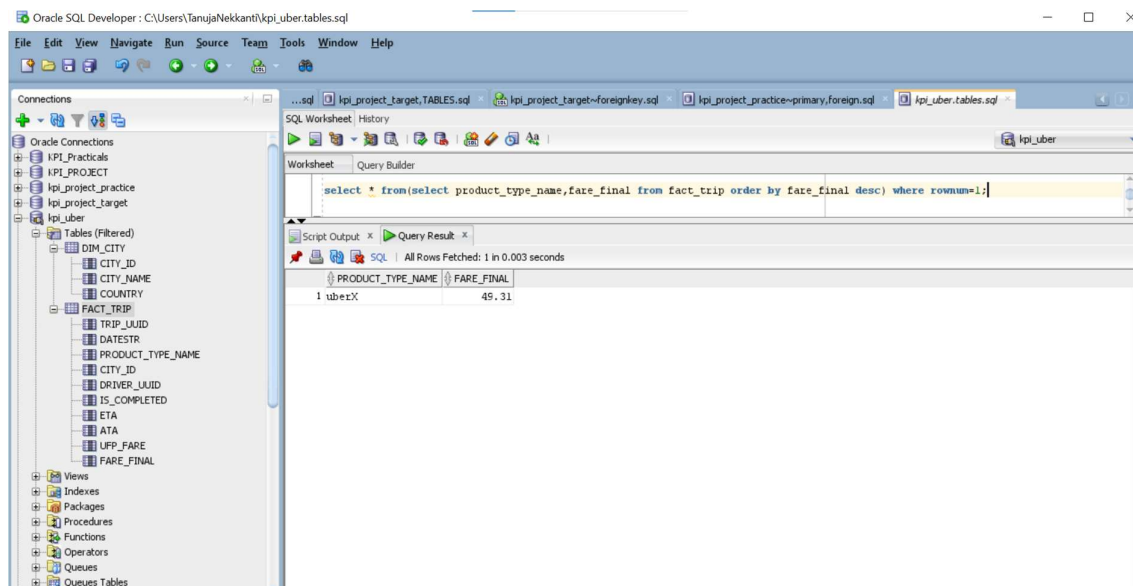 Oracle SQL Developer : C:\Users\TanujaNekkanti\kpi_uber.tables.sql
File Edit View Navigate Run Source Team Tools Window Help
Connections
...sql kpi_project_target,TABLES.sql kpi_project_target~foreignkey.sql kpi_project_practice~primary,foreign.sql kpi_uber.tables.sql
SQL Worksheet History
kpi_uber
Worksheet Query Builder
select * from(select product_type_name,fare_final from fact_trip order by fare_final desc) where rownum=1;
Script Output x Query Result x
SQL | All Rows Fetched: 1 in 0.003 seconds
PRODUCT_TYPE_NAME FARE_FINAL
1 uberX 49.31
Oracle Connections
KPI_Practicals
KPI_PROJECT
kpi_project_practice
kpi_project_target
kpi_uber
Tables (Filtered)
DIM_CITY
CITY_ID
CITY_NAME
COUNTRY
FACT_TRIP
TRIP_UUID
DATESTR
PRODUCT_TYPE_NAME
CITY_ID
DRIVER_UUID
IS_COMPLETED
ETA
ATA
UFP_FARE
FARE_FINAL
Views
Indexes
Packages
Procedures
Functions
Operators
Queues
Queues Tables